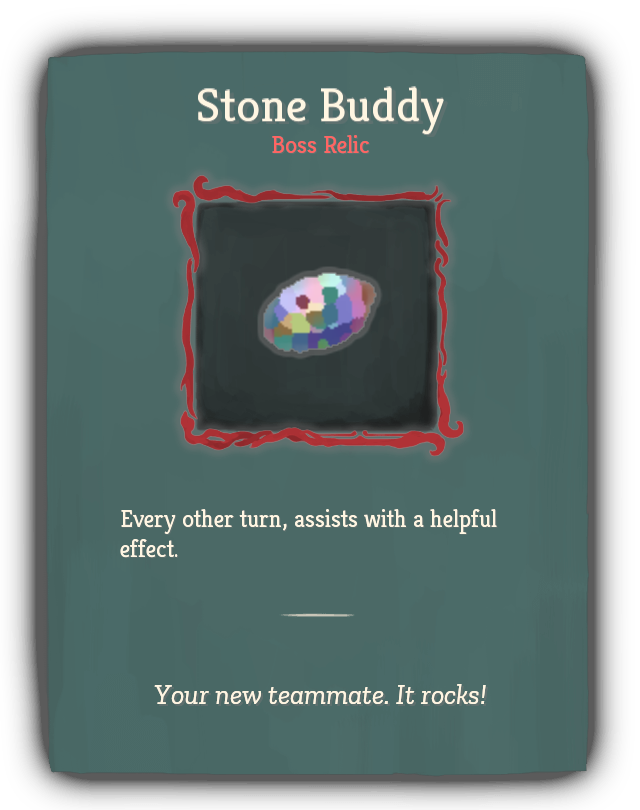 Stone Buddy
Boss Relic
Every other turn, assists with a helpful
effect.
Your new teammate. It rocks!